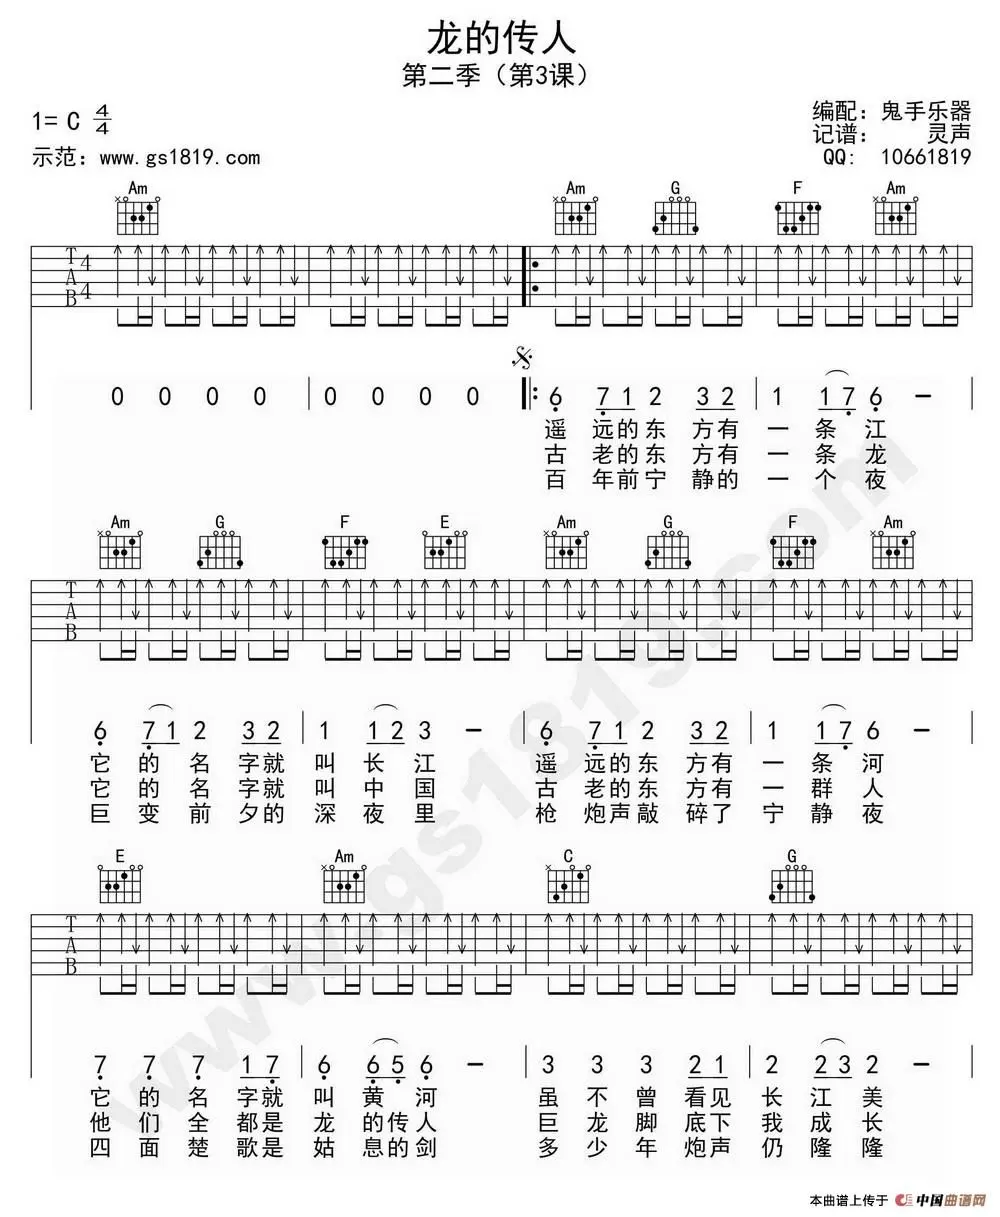 龙的传人
第二季（第3课）
1= C 4/4
编配：鬼手乐器
记谱：灵声
示范：www.gs1819.com
QQ: 10661819
Am Am G F Am
T A B 4 4
0 0 0 0 0 0 0 0 6 7 1 2 3 2 1 1 7 6 —
遥 远的东 方有 一 条 江
古 老的东 方有 一 条 龙
百 年前宁 静的 一 个 夜
Am G F E Am G F Am
T A B
6 7 1 2 3 2 1 1 2 3 — 6 7 1 2 3 2 1 1 7 6 —
它 的 名 字就 叫 长 江 遥 远的东 方有 一 条 河
它 的 名 字就 叫 中 国 古 老的东 方有 一 群 人
巨 变 前 夕的 深 夜 里 枪 炮声敲 碎了 宁 静 夜
E Am C G
T A B
7 7 7 1 7 6 6 5 6 — 3 3 3 2 1 2 2 3 2 —
它 的 名 字就 叫 黄 河 虽 不 曾 看见 长 江 美
他 们 全 都是 龙 的传人 巨 龙 脚 底下 我 成 长
四 面 楚 歌是 姑 息的剑 多 少 年 炮声 仍 隆 隆
www.gs1819.com
本曲谱上传于 中国曲谱网